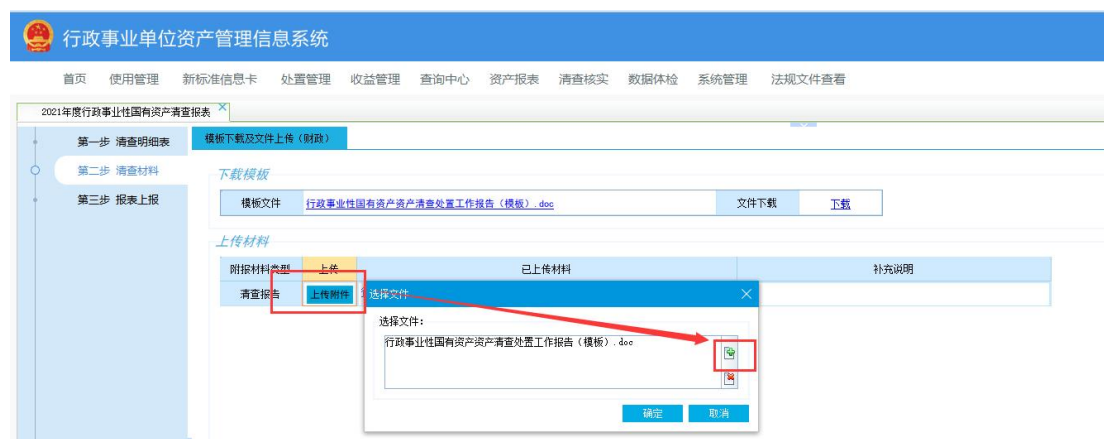 行政事业单位资产管理信息系统
首页 使用管理 新标准信息卡 处置管理 收益管理 查询中心 资产报表 清查核实 数据体检 系统管理 法规文件查看
2021年度行政事业性国有资产清查报表
第一步 清查明细表
第二步 清查材料
第三步 报表上报
模板下载及文件上传（财政）
下载模板
模板文件 行政事业性国有资产资产清查处置工作报告（模板）.doc 文件下载 下载
上传材料
附报材料类型 上传 已上传材料 补充说明
清查报告 上传附件
选择文件
选择文件：
行政事业性国有资产资产清查处置工作报告（模板）.doc
确定 取消